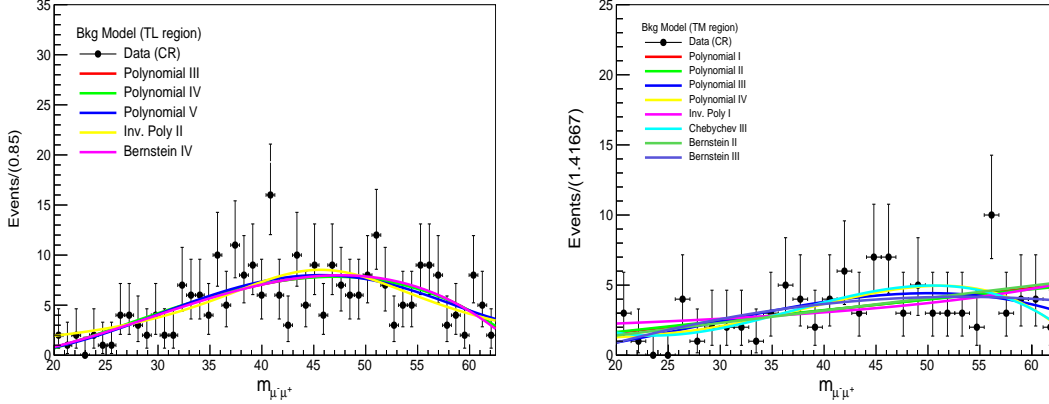 35
30
25
20
15
10
5
0
Events/(0.85)
Bkg Model (TL region)
Data (CR)
Polynomial III
Polynomial IV
Polynomial V
Inv. Poly II
Bernstein IV
20 25 30 35 40 45 50 55 60
m μ⁻μ⁺
25
20
15
10
5
0
Events/(1.41667)
Bkg Model (TM region)
Data (CR)
Polynomial I
Polynomial II
Polynomial III
Polynomial IV
Inv. Poly I
Chebychev III
Bernstein II
Bernstein III
20 25 30 35 40 45 50 55 60
m μ⁻μ⁺